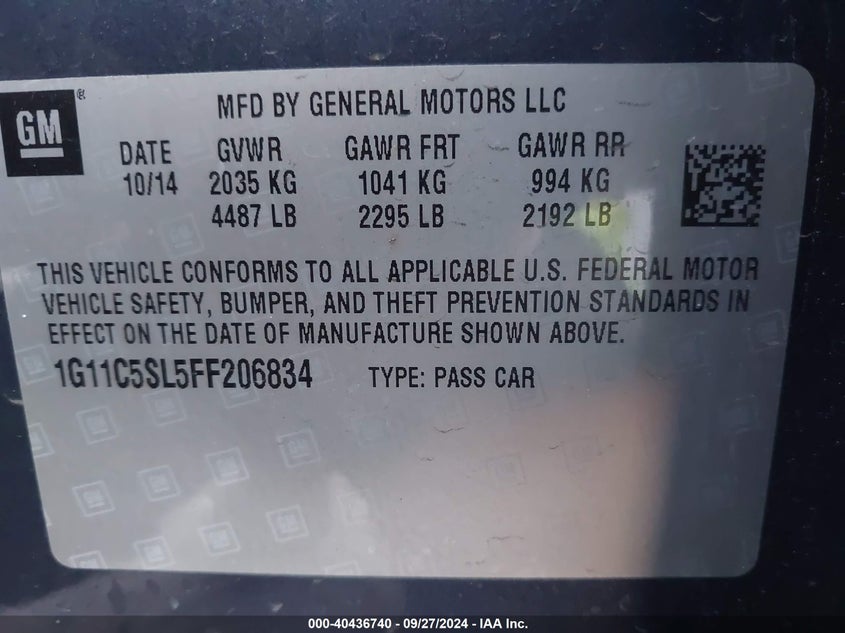 GM ®
MFD BY GENERAL MOTORS LLC
DATE GVWR GAWR FRT GAWR RR
10/14 2035 KG 1041 KG 994 KG
4487 LB 2295 LB 2192 LB
THIS VEHICLE CONFORMS TO ALL APPLICABLE U.S. FEDERAL MOTOR
VEHICLE SAFETY, BUMPER, AND THEFT PREVENTION STANDARDS IN
EFFECT ON THE DATE OF MANUFACTURE SHOWN ABOVE.
1G11C5SL5FF206834 TYPE: PASS CAR
000-40436740 - 09/27/2024 - IAA Inc.